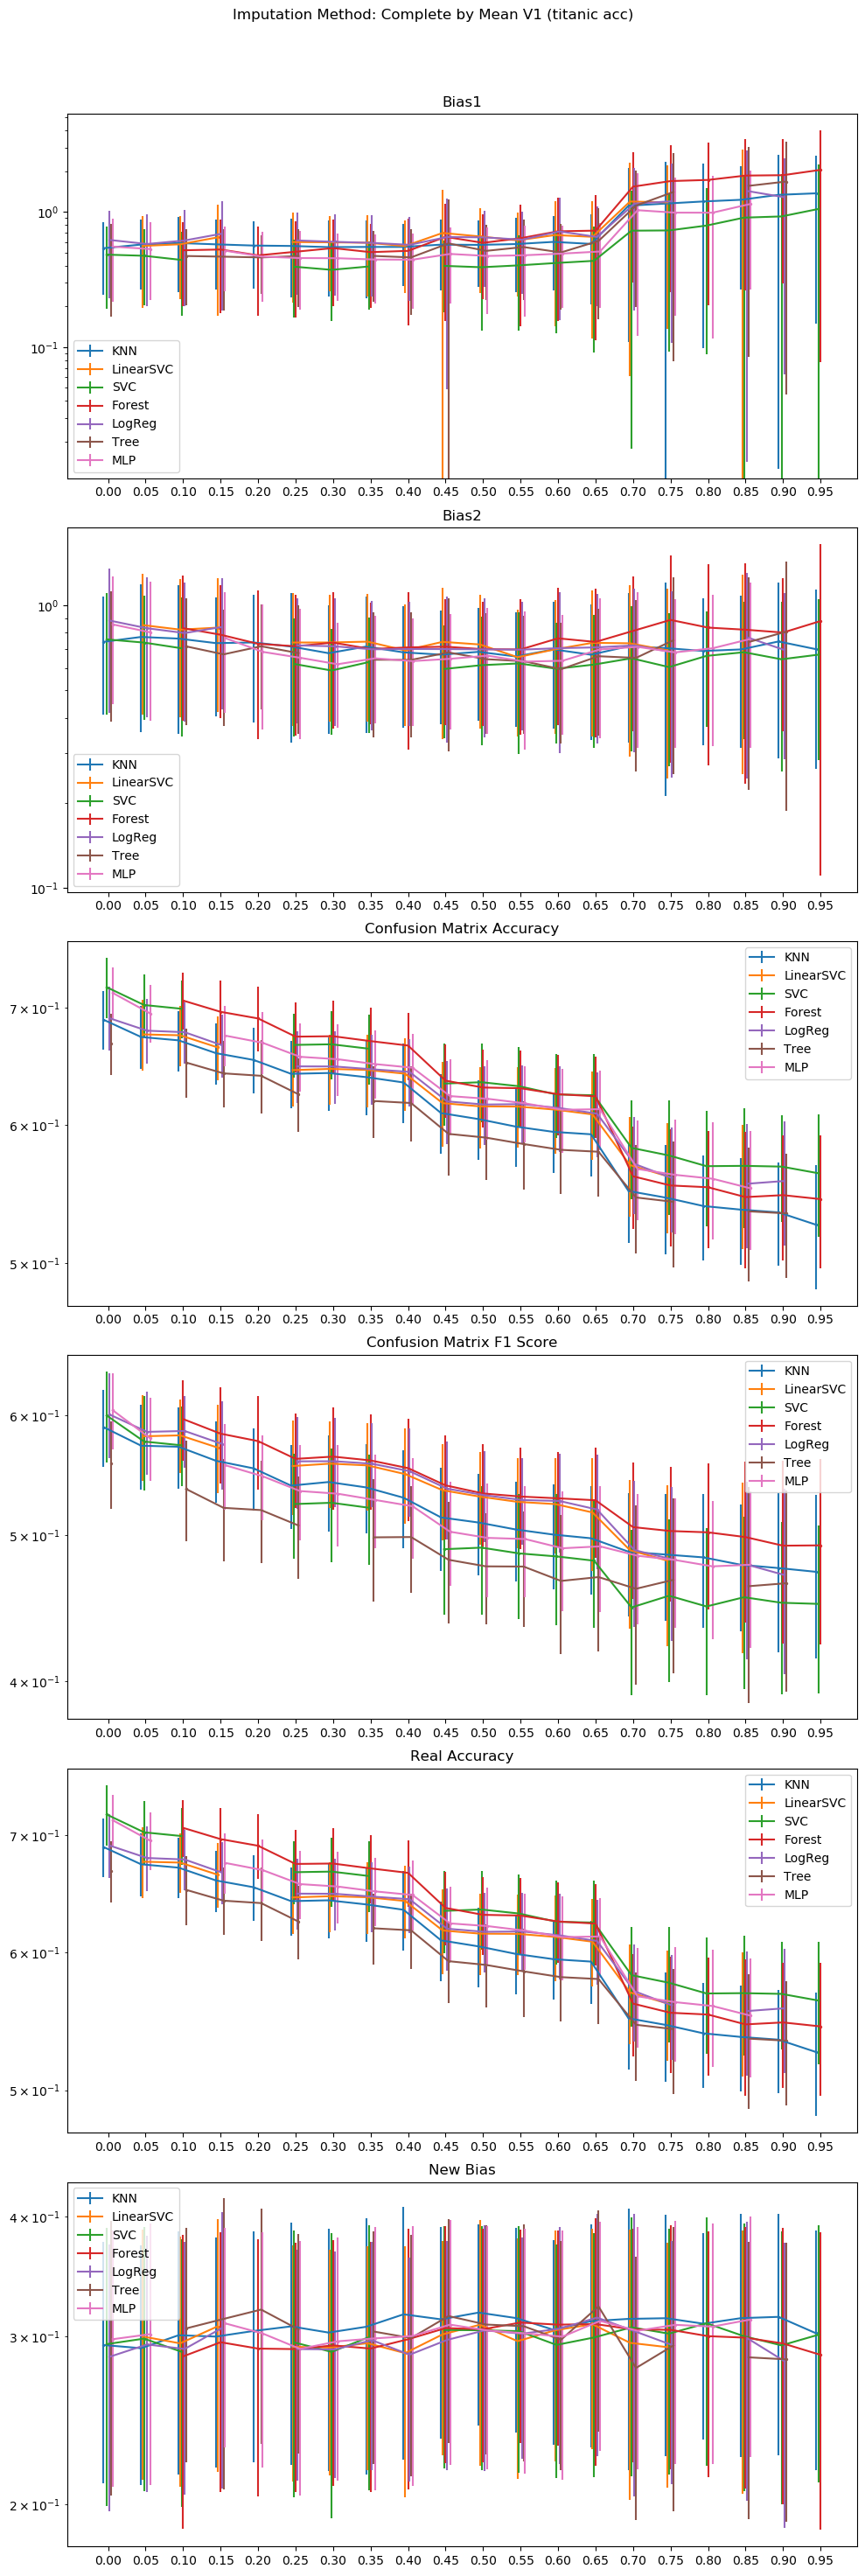 Imputation Method: Complete by Mean V1 (titanic acc)
Bias1
10⁰
10⁻¹
KNN
LinearSVC
SVC
Forest
LogReg
Tree
MLP
0.00 0.05 0.10 0.15 0.20 0.25 0.30 0.35 0.40 0.45 0.50 0.55 0.60 0.65 0.70 0.75 0.80 0.85 0.90 0.95
Bias2
10⁰
KNN
LinearSVC
SVC
Forest
LogReg
Tree
MLP
10⁻¹
0.00 0.05 0.10 0.15 0.20 0.25 0.30 0.35 0.40 0.45 0.50 0.55 0.60 0.65 0.70 0.75 0.80 0.85 0.90 0.95
Confusion Matrix Accuracy
KNN
LinearSVC
SVC
Forest
LogReg
Tree
MLP
7 × 10⁻¹
6 × 10⁻¹
5 × 10⁻¹
0.00 0.05 0.10 0.15 0.20 0.25 0.30 0.35 0.40 0.45 0.50 0.55 0.60 0.65 0.70 0.75 0.80 0.85 0.90 0.95
Confusion Matrix F1 Score
KNN
LinearSVC
SVC
Forest
LogReg
Tree
MLP
6 × 10⁻¹
5 × 10⁻¹
4 × 10⁻¹
0.00 0.05 0.10 0.15 0.20 0.25 0.30 0.35 0.40 0.45 0.50 0.55 0.60 0.65 0.70 0.75 0.80 0.85 0.90 0.95
Real Accuracy
KNN
LinearSVC
SVC
Forest
LogReg
Tree
MLP
7 × 10⁻¹
6 × 10⁻¹
5 × 10⁻¹
0.00 0.05 0.10 0.15 0.20 0.25 0.30 0.35 0.40 0.45 0.50 0.55 0.60 0.65 0.70 0.75 0.80 0.85 0.90 0.95
New Bias
KNN
LinearSVC
SVC
Forest
LogReg
Tree
MLP
4 × 10⁻¹
3 × 10⁻¹
2 × 10⁻¹
0.00 0.05 0.10 0.15 0.20 0.25 0.30 0.35 0.40 0.45 0.50 0.55 0.60 0.65 0.70 0.75 0.80 0.85 0.90 0.95